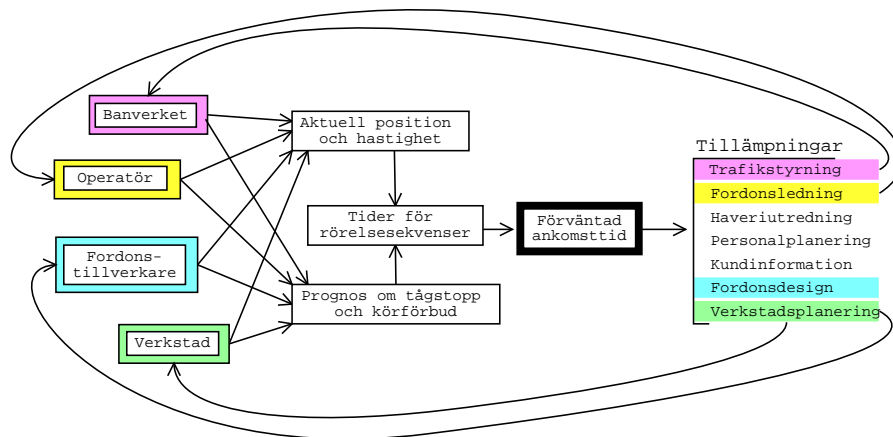 Banverket
Operatör
Fordons-
tillverkare
Verkstad
Aktuell position
och hastighet
Tider för
rörelsesekvenser
Prognos om tågstopp
och körförbud
Förväntad
ankomsttid
Tillämpningar
Trafikstyrning
Fordonsledning
Haveriutredning
Personalplanering
Kundinformation
Fordonsdesign
Verkstadsplanering